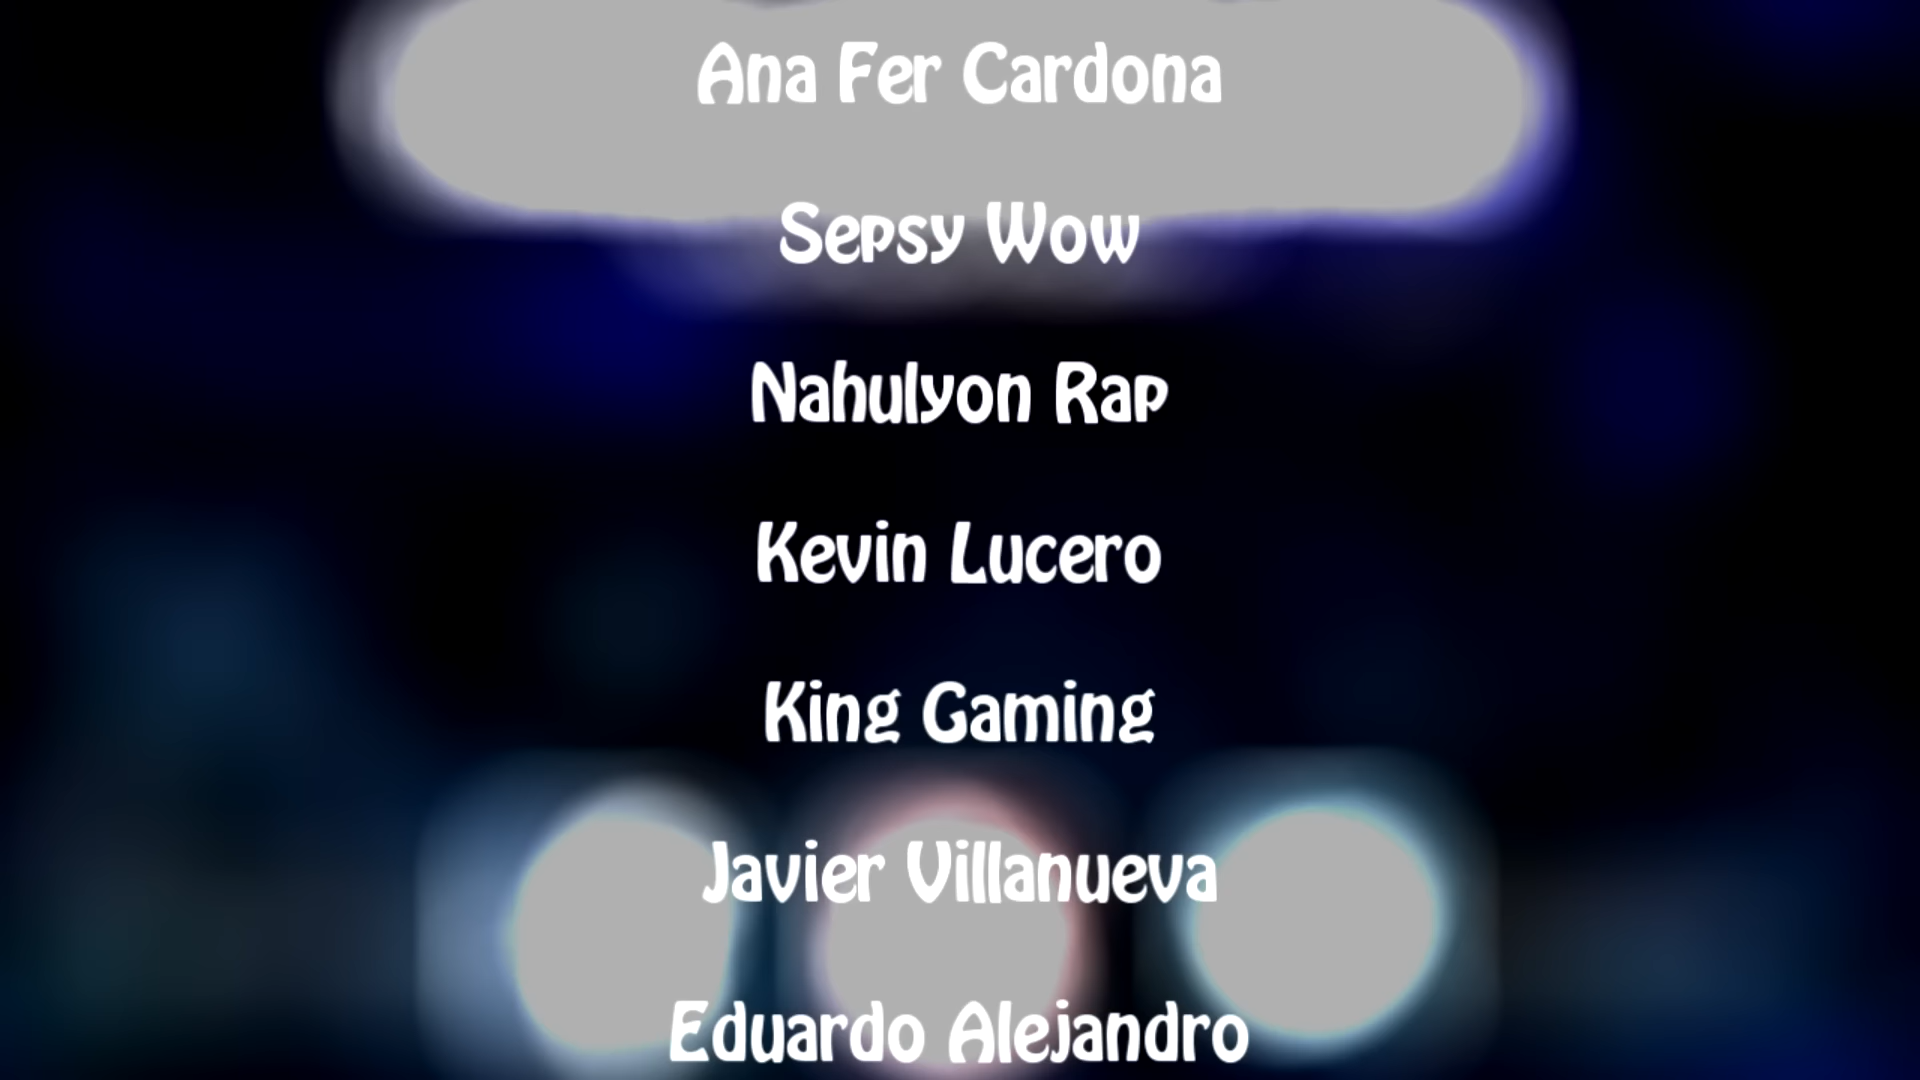 Ana Fer Cardona
Sepsy Wow
Nahulyon Rap
Kevin Lucero
King Gaming
Javier Villanueva
Eduardo Alejandro